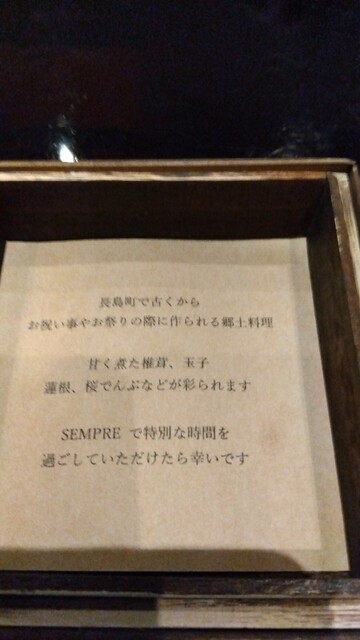 長島町で古くから
お祝い事やお祭りの際に作られる郷土料理
甘く煮た椎茸、玉子
蓮根、桜でんぶなどが彩られます
SEMPRE で特別な時間を
過ごしていただけたら幸いです